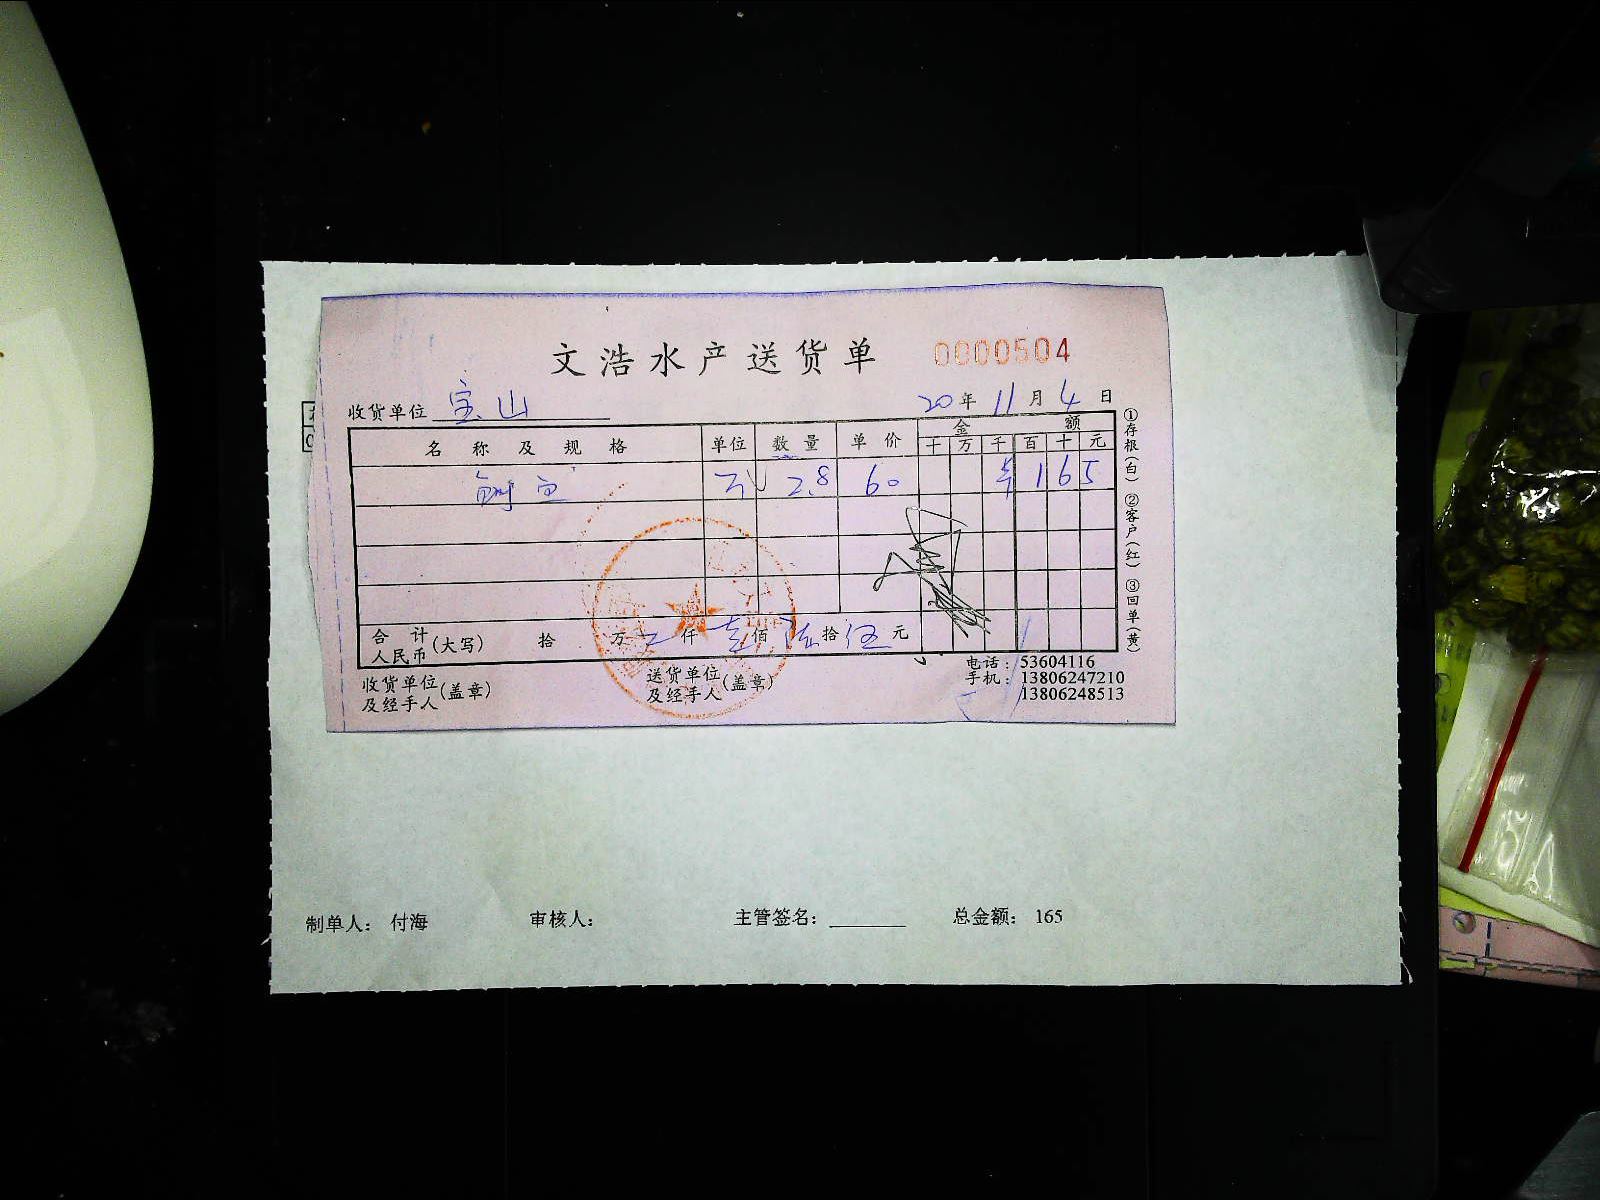 文浩水产送货单 0000504
收货单位 宝山 20年11月4日
名称及规格 单位 数量 单价 金额
千 万 千 百 十 元
2.8 60 ¥ 1 6 5
合计人民币(大写) 拾 万 仟 壹佰 陆拾 伍元
收货单位及经手人(盖章) 送货单位及经手人(盖章)
电话:53604116
手机:13806247210
13806248513
①存根(白) ②客户(红) ③回单(黄)
制单人: 付海 审核人: 主管签名: 总金额: 165